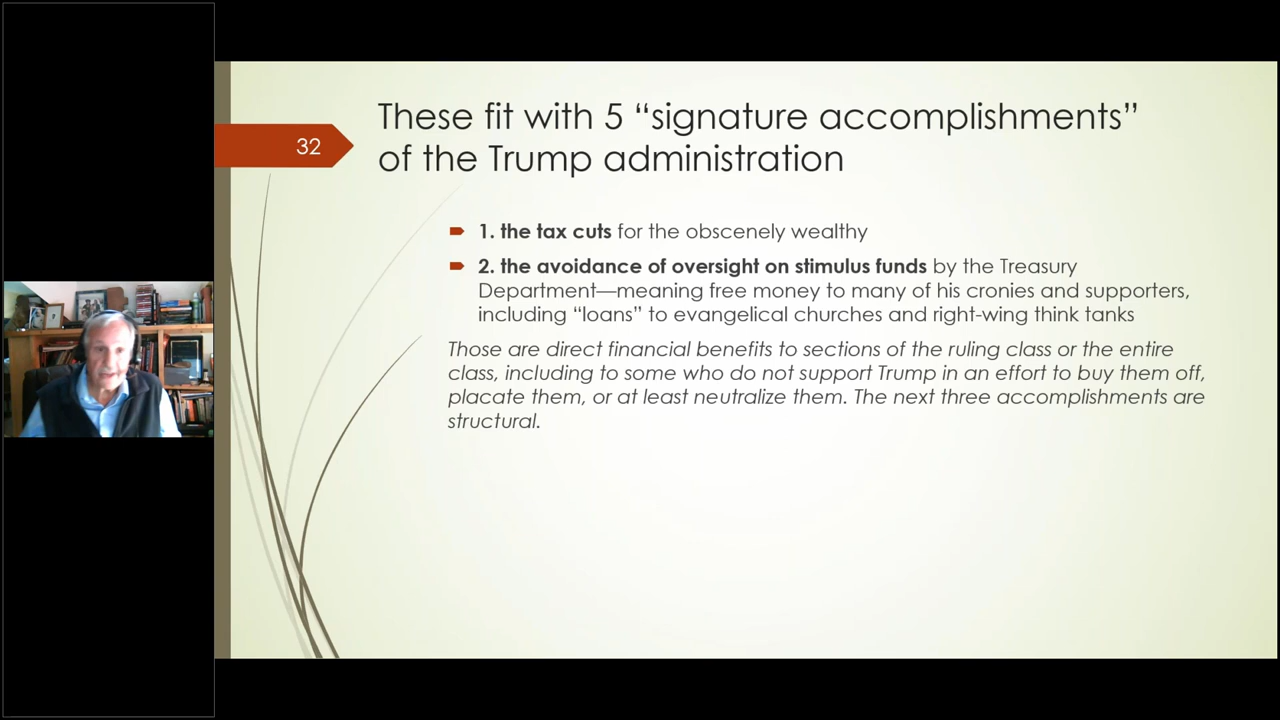 32
These fit with 5 “signature accomplishments”
of the Trump administration
1. the tax cuts for the obscenely wealthy
2. the avoidance of oversight on stimulus funds by the Treasury
Department—meaning free money to many of his cronies and supporters,
including “loans” to evangelical churches and right-wing think tanks
Those are direct financial benefits to sections of the ruling class or the entire
class, including to some who do not support Trump in an effort to buy them off,
placate them, or at least neutralize them. The next three accomplishments are
structural.